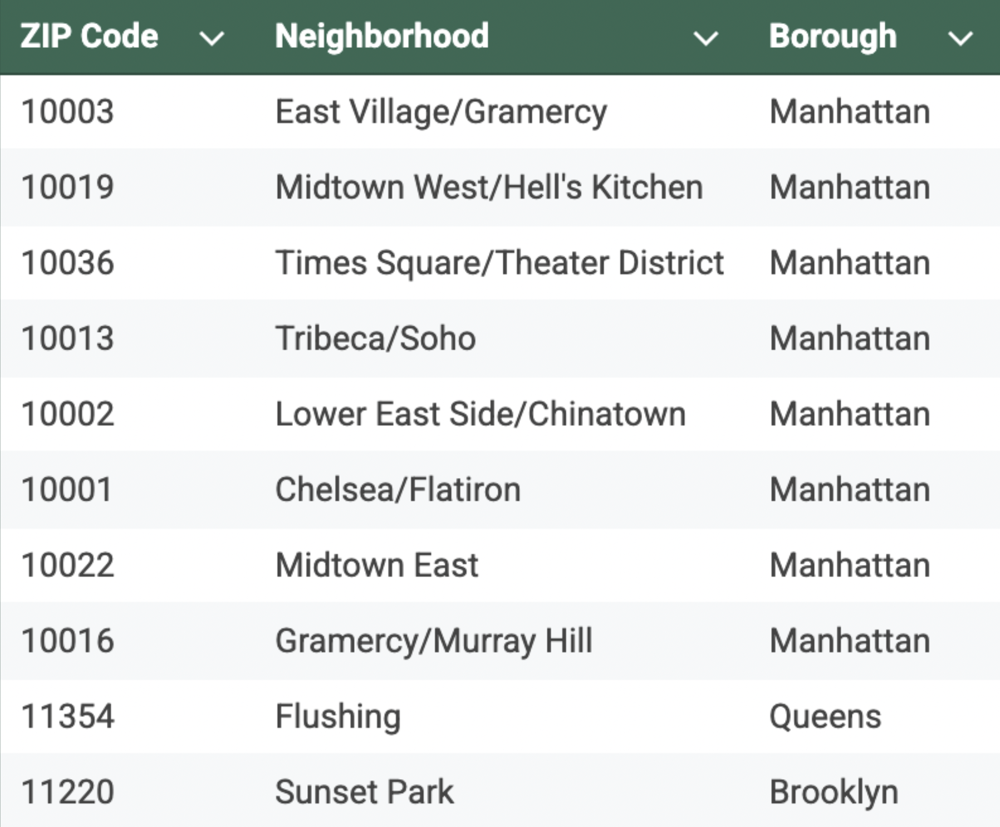 ZIP Code Neighborhood Borough
10003 East Village/Gramercy Manhattan
10019 Midtown West/Hell's Kitchen Manhattan
10036 Times Square/Theater District Manhattan
10013 Tribeca/Soho Manhattan
10002 Lower East Side/Chinatown Manhattan
10001 Chelsea/Flatiron Manhattan
10022 Midtown East Manhattan
10016 Gramercy/Murray Hill Manhattan
11354 Flushing Queens
11220 Sunset Park Brooklyn